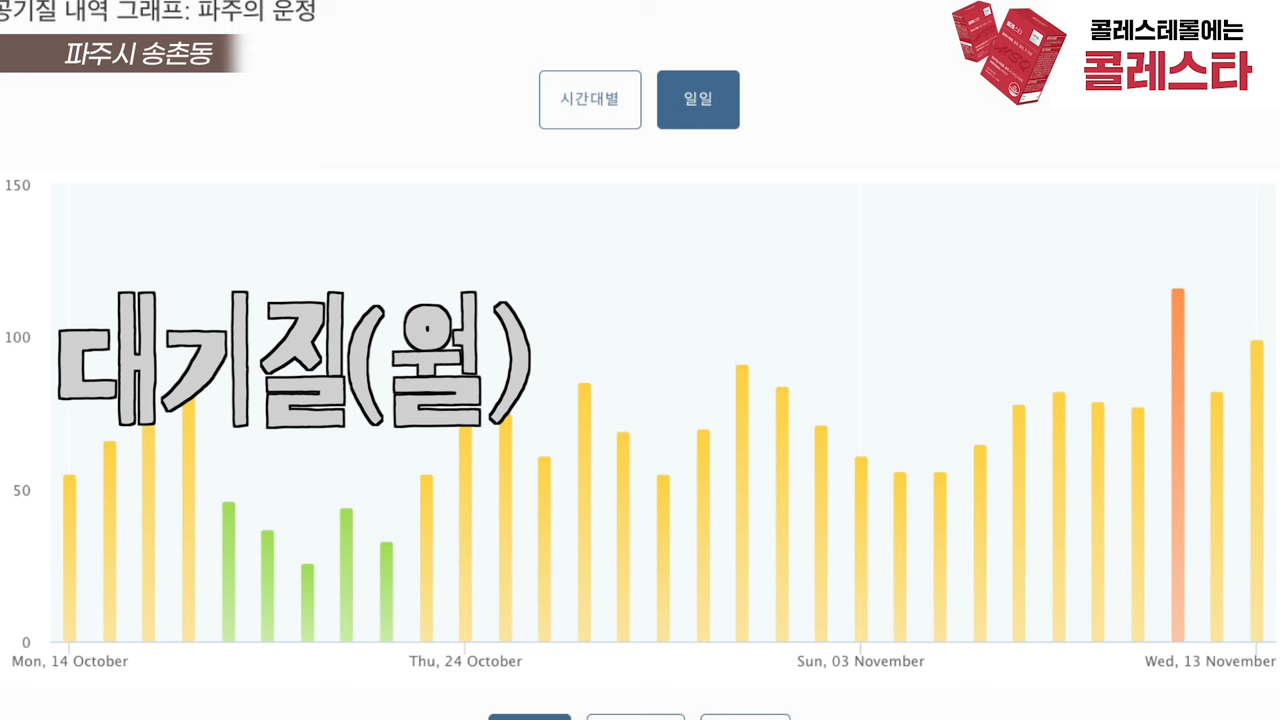 공기질 내역 그래프: 파주의 운정
파주시 송촌동
콜레스테롤에는
콜레스타
시간대별
일일
150
100
50
0
대기질(월)
Mon, 14 October
Thu, 24 October
Sun, 03 November
Wed, 13 November